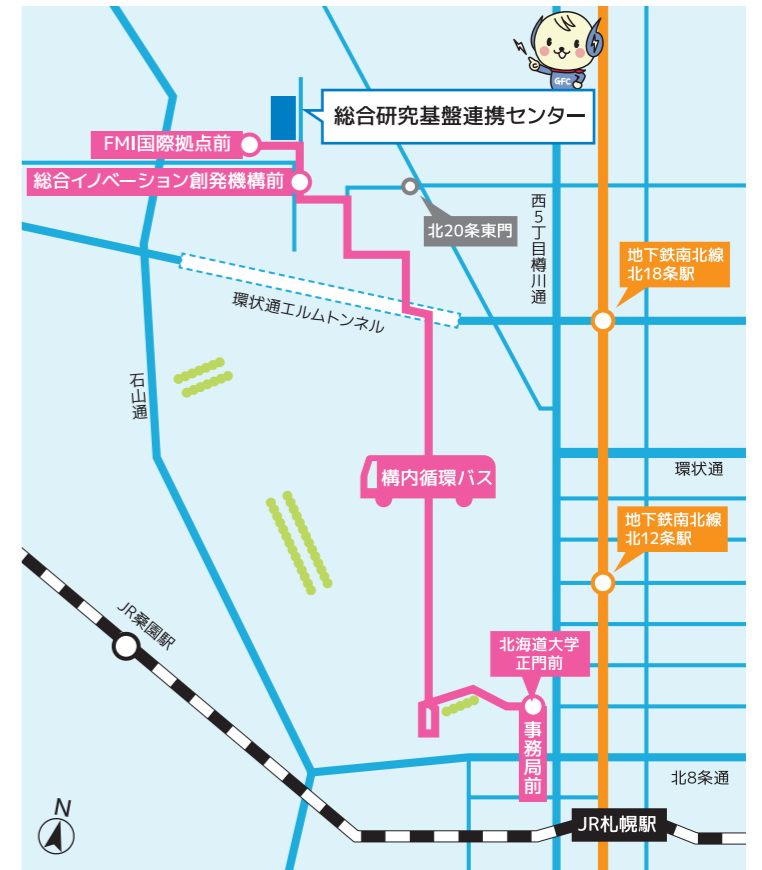 GFC
総合研究基盤連携センター
FMI国際拠点前
総合イノベーション創発機構前
北20条東門
西5丁目樽川通
地下鉄南北線
北18条駅
環状通エルムトンネル
石山通
環状通
構内循環バス
地下鉄南北線
北12条駅
JR桑園駅
北海道大学
正門前
事務局前
北8条通
JR札幌駅
N